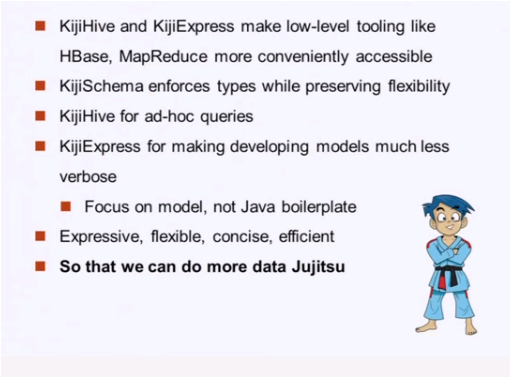 KijiHive and KijiExpress make low-level tooling like
HBase, MapReduce more conveniently accessible
KijiSchema enforces types while preserving flexibility
KijiHive for ad-hoc queries
KijiExpress for making developing models much less
verbose
Focus on model, not Java boilerplate
Expressive, flexible, concise, efficient
So that we can do more data Jujitsu